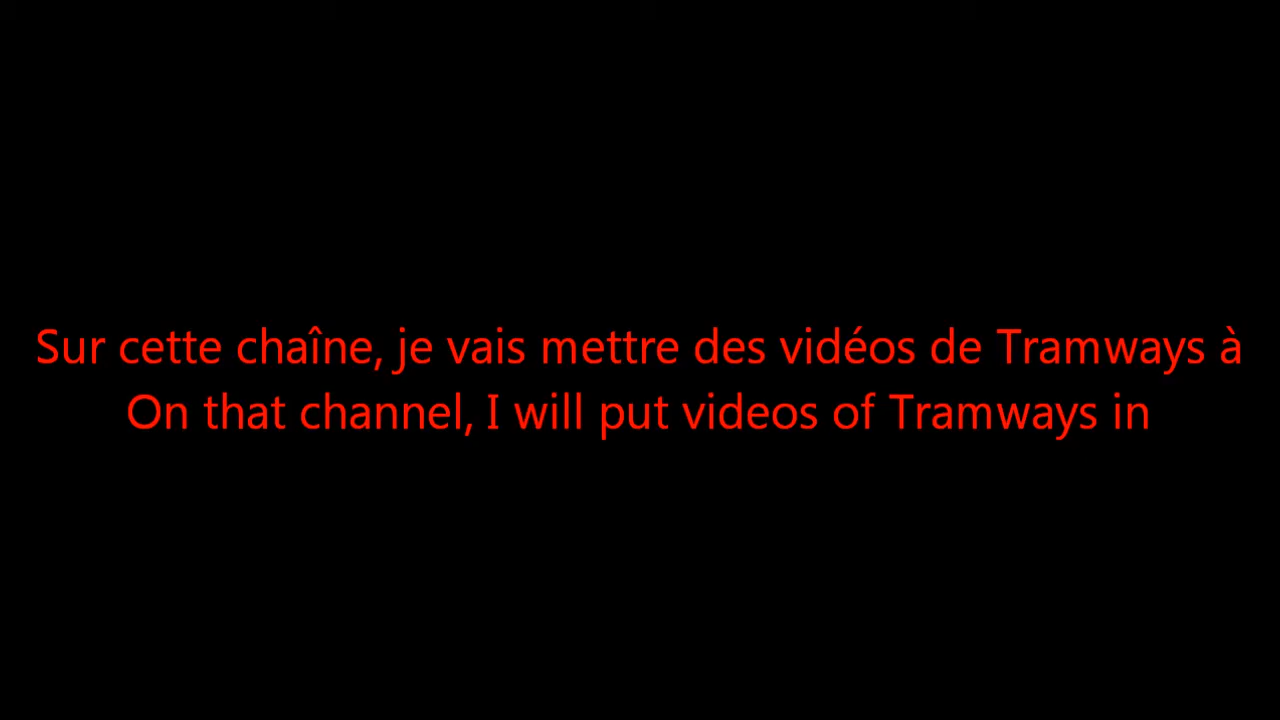 Sur cette chaîne, je vais mettre des vidéos de Tramways à
On that channel, I will put videos of Tramways in